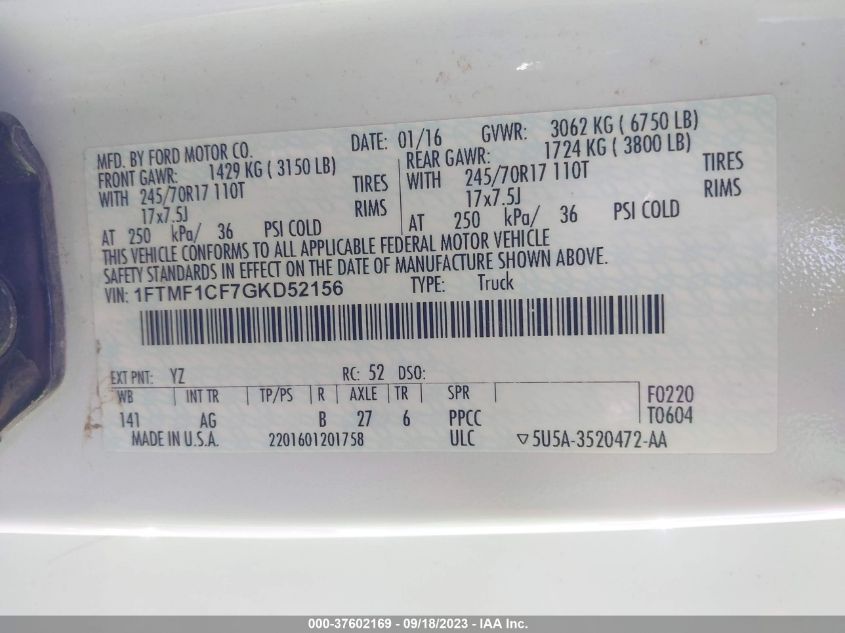 MFD. BY FORD MOTOR CO. DATE: 01/16 GVWR: 3062 KG ( 6750 LB)
FRONT GAWR: 1429 KG ( 3150 LB) REAR GAWR: 1724 KG ( 3800 LB)
WITH 245/70R17 110T TIRES WITH 245/70R17 110T TIRES
17x7.5J RIMS 17x7.5J RIMS
AT 250 kPa/ 36 PSI COLD AT 250 kPa/ 36 PSI COLD
THIS VEHICLE CONFORMS TO ALL APPLICABLE FEDERAL MOTOR VEHICLE
SAFETY STANDARDS IN EFFECT ON THE DATE OF MANUFACTURE SHOWN ABOVE.
VIN: 1FTMF1CF7GKD52156 TYPE: Truck
EXT PNT: YZ RC: 52 DSO:
WB INT TR TP/PS R AXLE TR SPR F0220
141 AG B 27 6 PPCC T0604
MADE IN U.S.A. 2201601201758 ULC ▽5U5A-3520472-AA
000-37602169 - 09/18/2023 - IAA Inc.